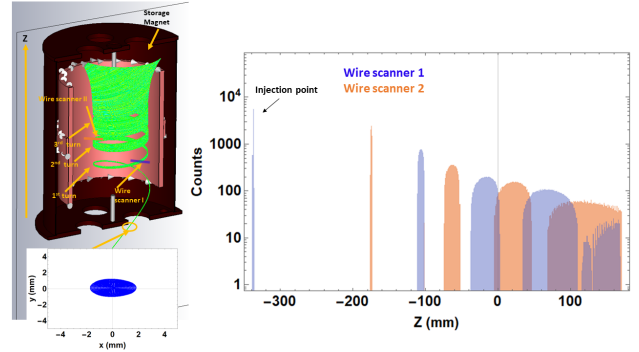 Storage
Magnet
Z
Wire scanner II
3rd turn
2nd turn
1st turn
Wire
scanner I
y (mm)
4
2
0
−2
−4
−4 −2 0 2 4
x (mm)
Wire scanner 1
Wire scanner 2
Injection point
Counts
10⁴
1000
100
10
1
−300 −200 −100 0 100
Z (mm)